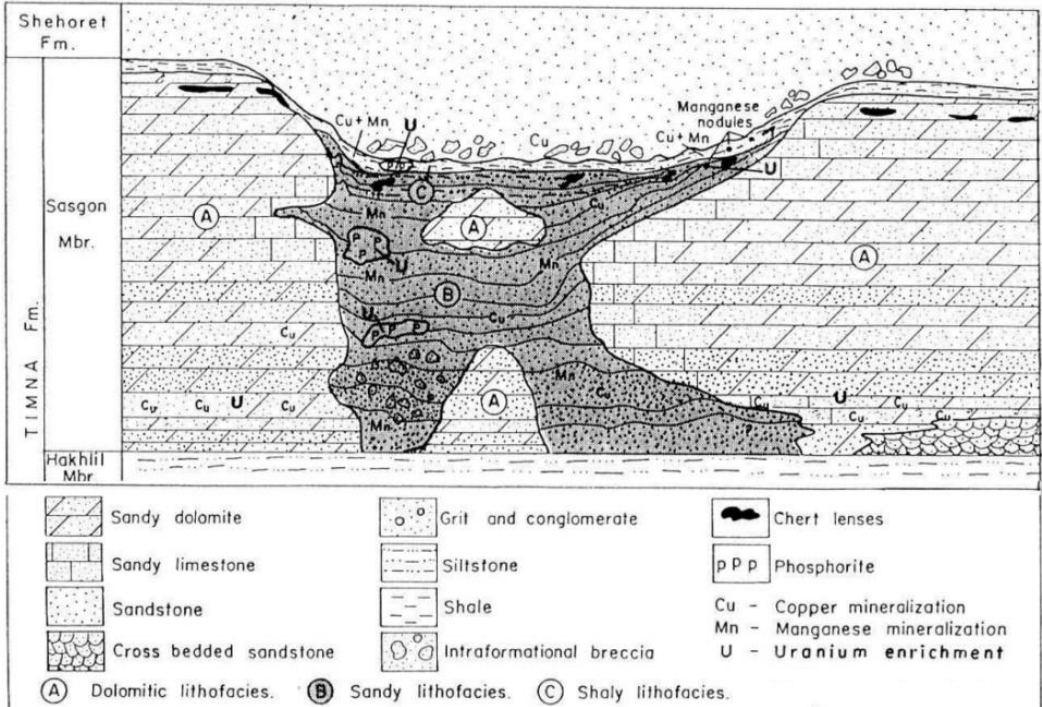 Shehoret
Fm.
Cu + Mn
U
Cu
Manganese
nodules
Cu + Mn
U
C
Sasgon
Mbr.
A
Mn
A
Cu
P P
P P
U
Mn
Mn
A
B
U
P P P
Cu
Cu
TIMNA Fm.
Mn
Mn
Cu
A
Cu
Cu
U
Cu
Cu
U
Cu
Cu
Cu
Mn
Hakhlil
Mbr
Sandy dolomite
Grit and conglomerate
Chert lenses
Sandy limestone
Siltstone
P P P Phosphorite
Sandstone
Shale
Cu - Copper mineralization
Mn - Manganese mineralization
Cross bedded sandstone
Intraformational breccia
U - Uranium enrichment
A Dolomitic lithofacies. B Sandy lithofacies. C Shaly lithofacies.